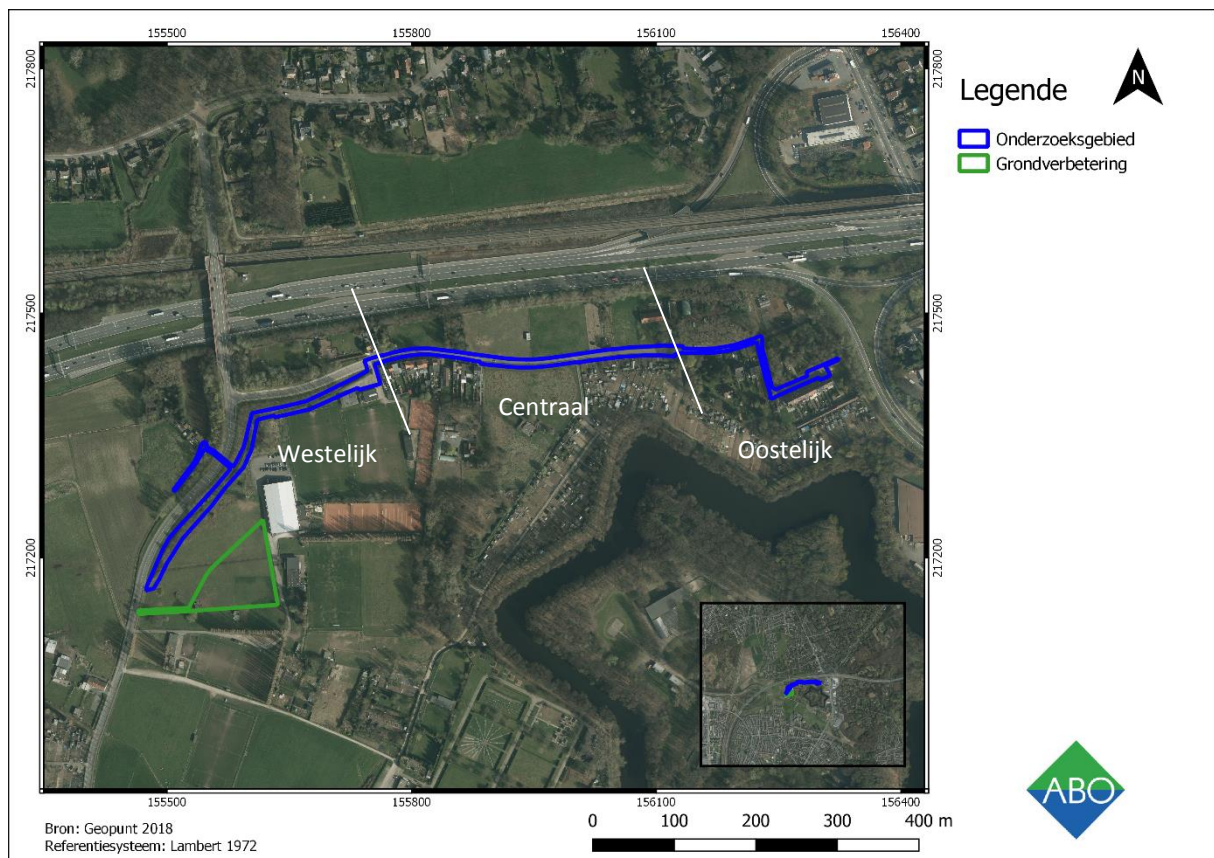 155500 155800 156100 156400
217800 217800
Legende
N
Onderzoeksgebied
Grondverbetering
217500 217500
Centraal
Westelijk
Oostelijk
217200 217200
155500 155800 156100 156400
ABO
0 100 200 300 400 m
Bron: Geopunt 2018
Referentiesysteem: Lambert 1972